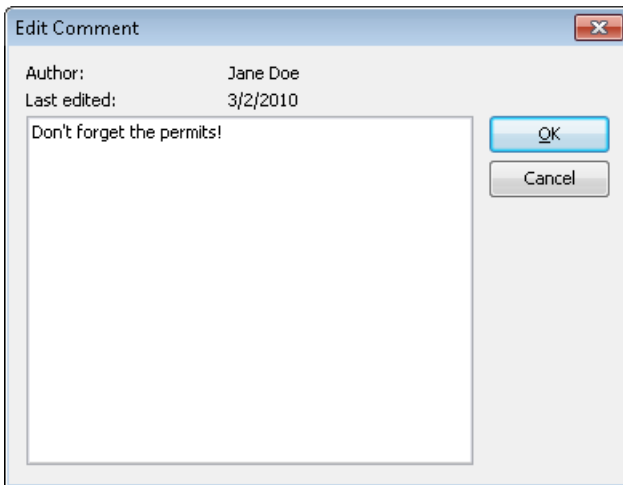 Edit Comment
Author: Jane Doe
Last edited: 3/2/2010
Don't forget the permits!
OK
Cancel